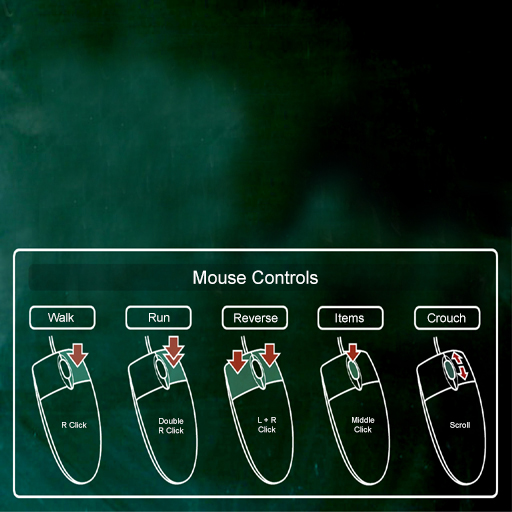 Mouse Controls
Walk
Run
Reverse
Items
Crouch
R Click
Double
R Click
L + R
Click
Middle
Click
Scroll